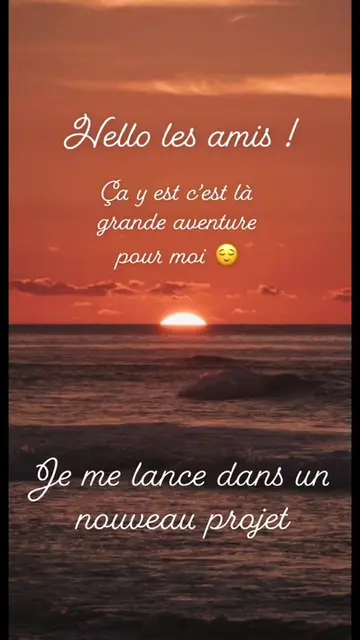 Hello les amis !
Ça y est c'est là
grande aventure
pour moi 😌
Je me lance dans un
nouveau projet